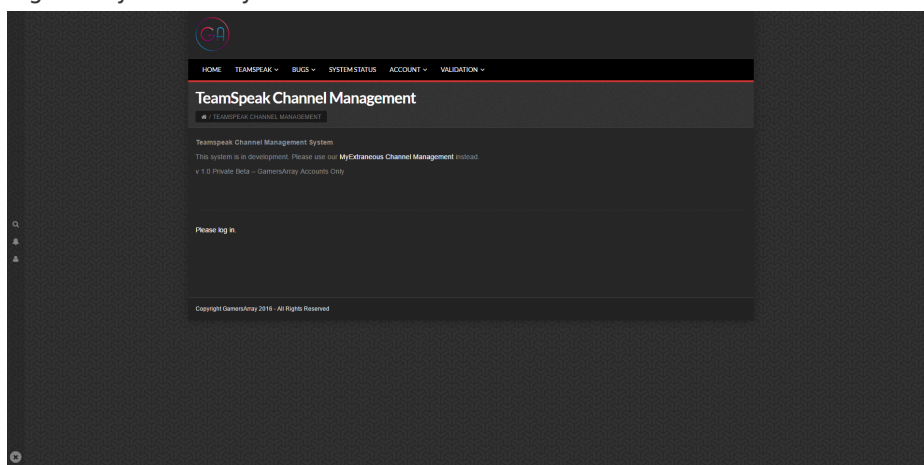 GA
HOME TEAMSPEAK BUGS SYSTEM STATUS ACCOUNT VALIDATION
TeamSpeak Channel Management
/ TEAMSPEAK CHANNEL MANAGEMENT
Teamspeak Channel Management System
This system is in development. Please use our MyExtraneous Channel Management instead.
v 1.0 Private Beta – GamersArray Accounts Only
Please log in.
Copyright GamersArray 2016 - All Rights Reserved